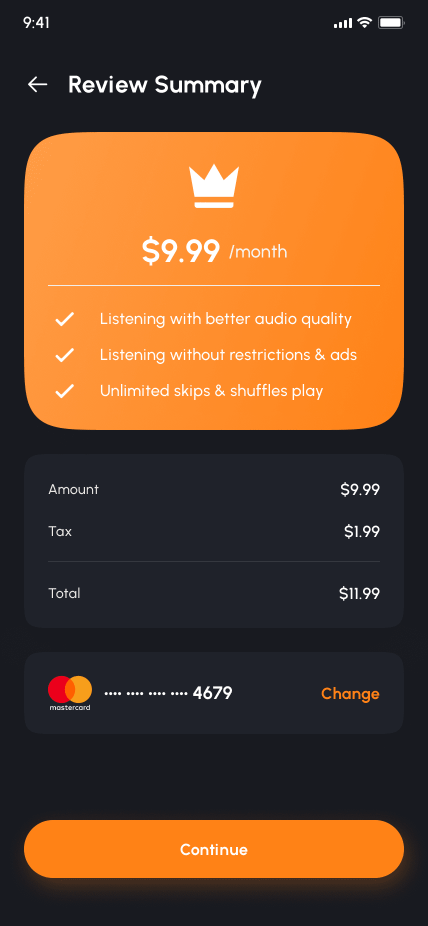 9:41
Review Summary
$9.99 /month
Listening with better audio quality
Listening without restrictions & ads
Unlimited skips & shuffles play
Amount $9.99
Tax $1.99
Total $11.99
mastercard
•••• •••• •••• •••• 4679 Change
Continue